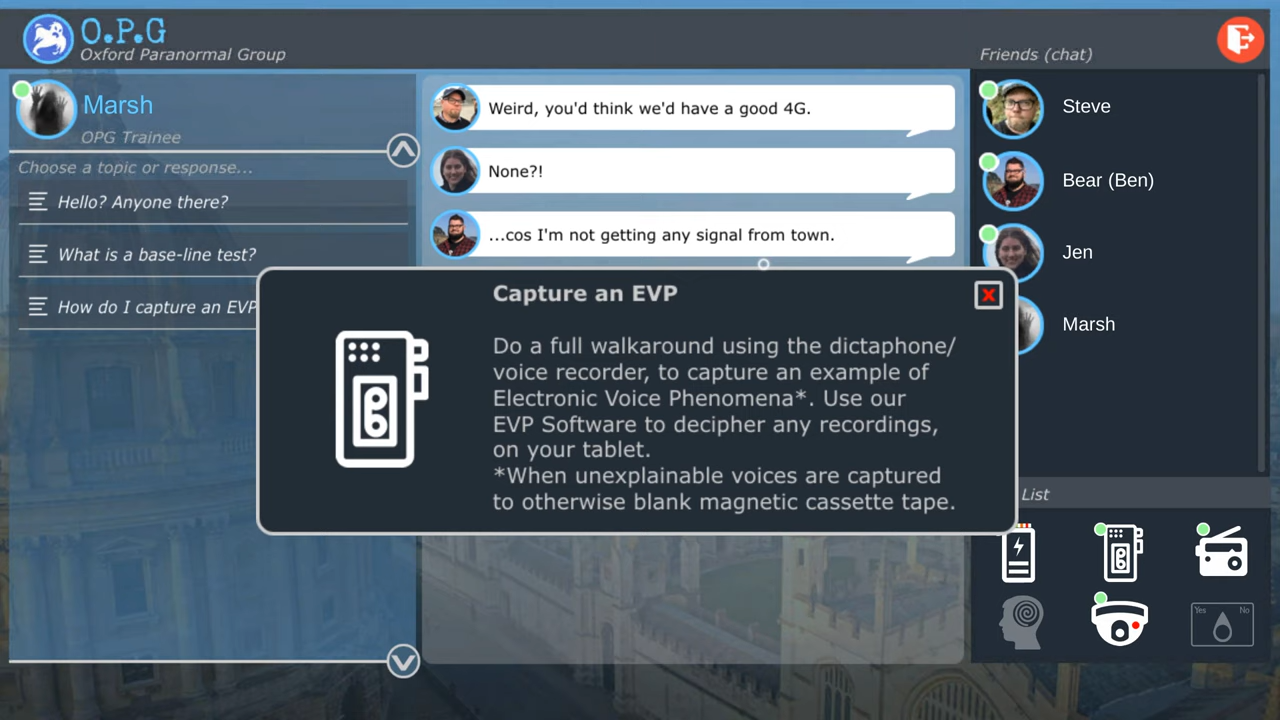 O.P.G
Oxford Paranormal Group
Friends (chat)
Marsh
OPG Trainee
Choose a topic or response...
Hello? Anyone there?
What is a base-line test?
How do I capture an EVP
Weird, you'd think we'd have a good 4G.
None?!
...cos I'm not getting any signal from town.
Steve
Bear (Ben)
Jen
Marsh
Capture an EVP
Do a full walkaround using the dictaphone/
voice recorder, to capture an example of
Electronic Voice Phenomena*. Use our
EVP Software to decipher any recordings,
on your tablet.
*When unexplainable voices are captured
to otherwise blank magnetic cassette tape.
List
Yes No